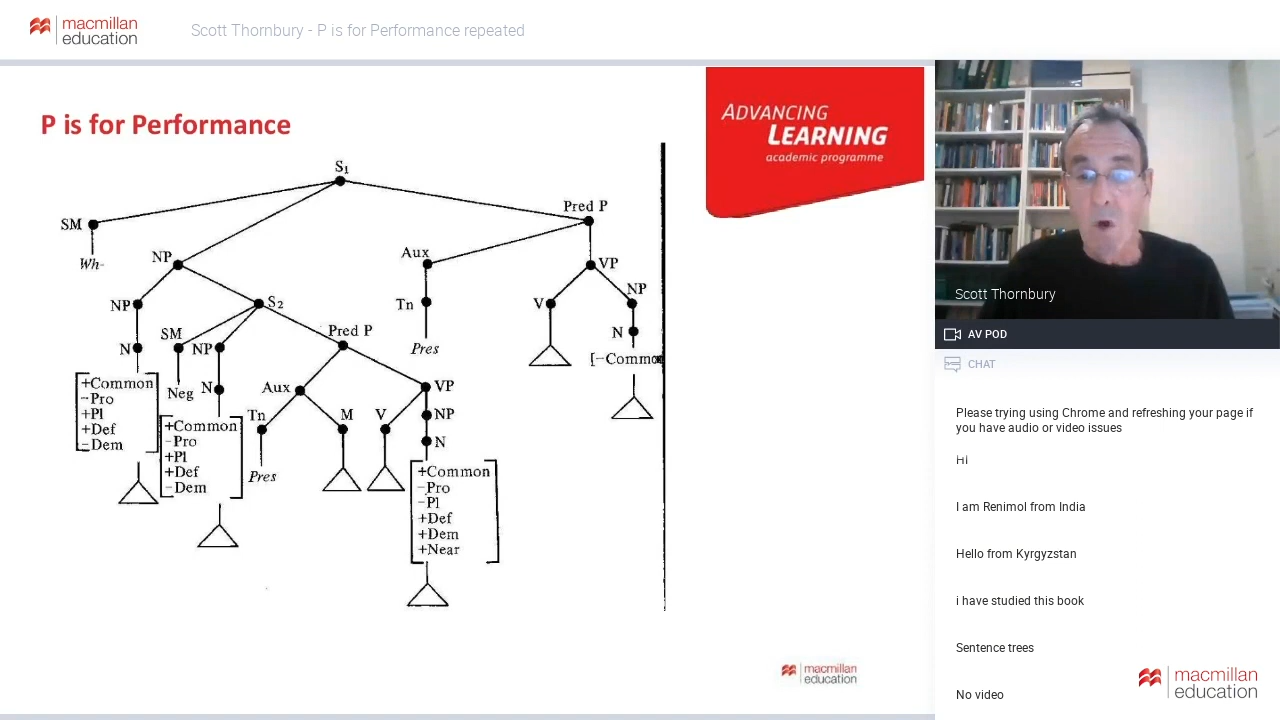 macmillan
education
Scott Thornbury - P is for Performance repeated
P is for Performance
ADVANCING
LEARNING
academic programme
S1
SM
Pred P
Wh-
NP
Aux
VP
NP
S2
Tn
V
NP
SM
NP
Pred P
N
N
Pres
[-Common
Neg
N
Aux
VP
+Common
-Pro
+Pl
+Def
-Dem
Tn
M
V
NP
+Common
-Pro
+Pl
+Def
-Dem
N
Pres
+Common
-Pro
-Pl
+Def
+Dem
+Near
macmillan
education
Scott Thornbury
AV POD
CHAT
Please trying using Chrome and refreshing your page if
you have audio or video issues
Hi
I am Renimol from India
Hello from Kyrgyzstan
i have studied this book
Sentence trees
No video
macmillan
education